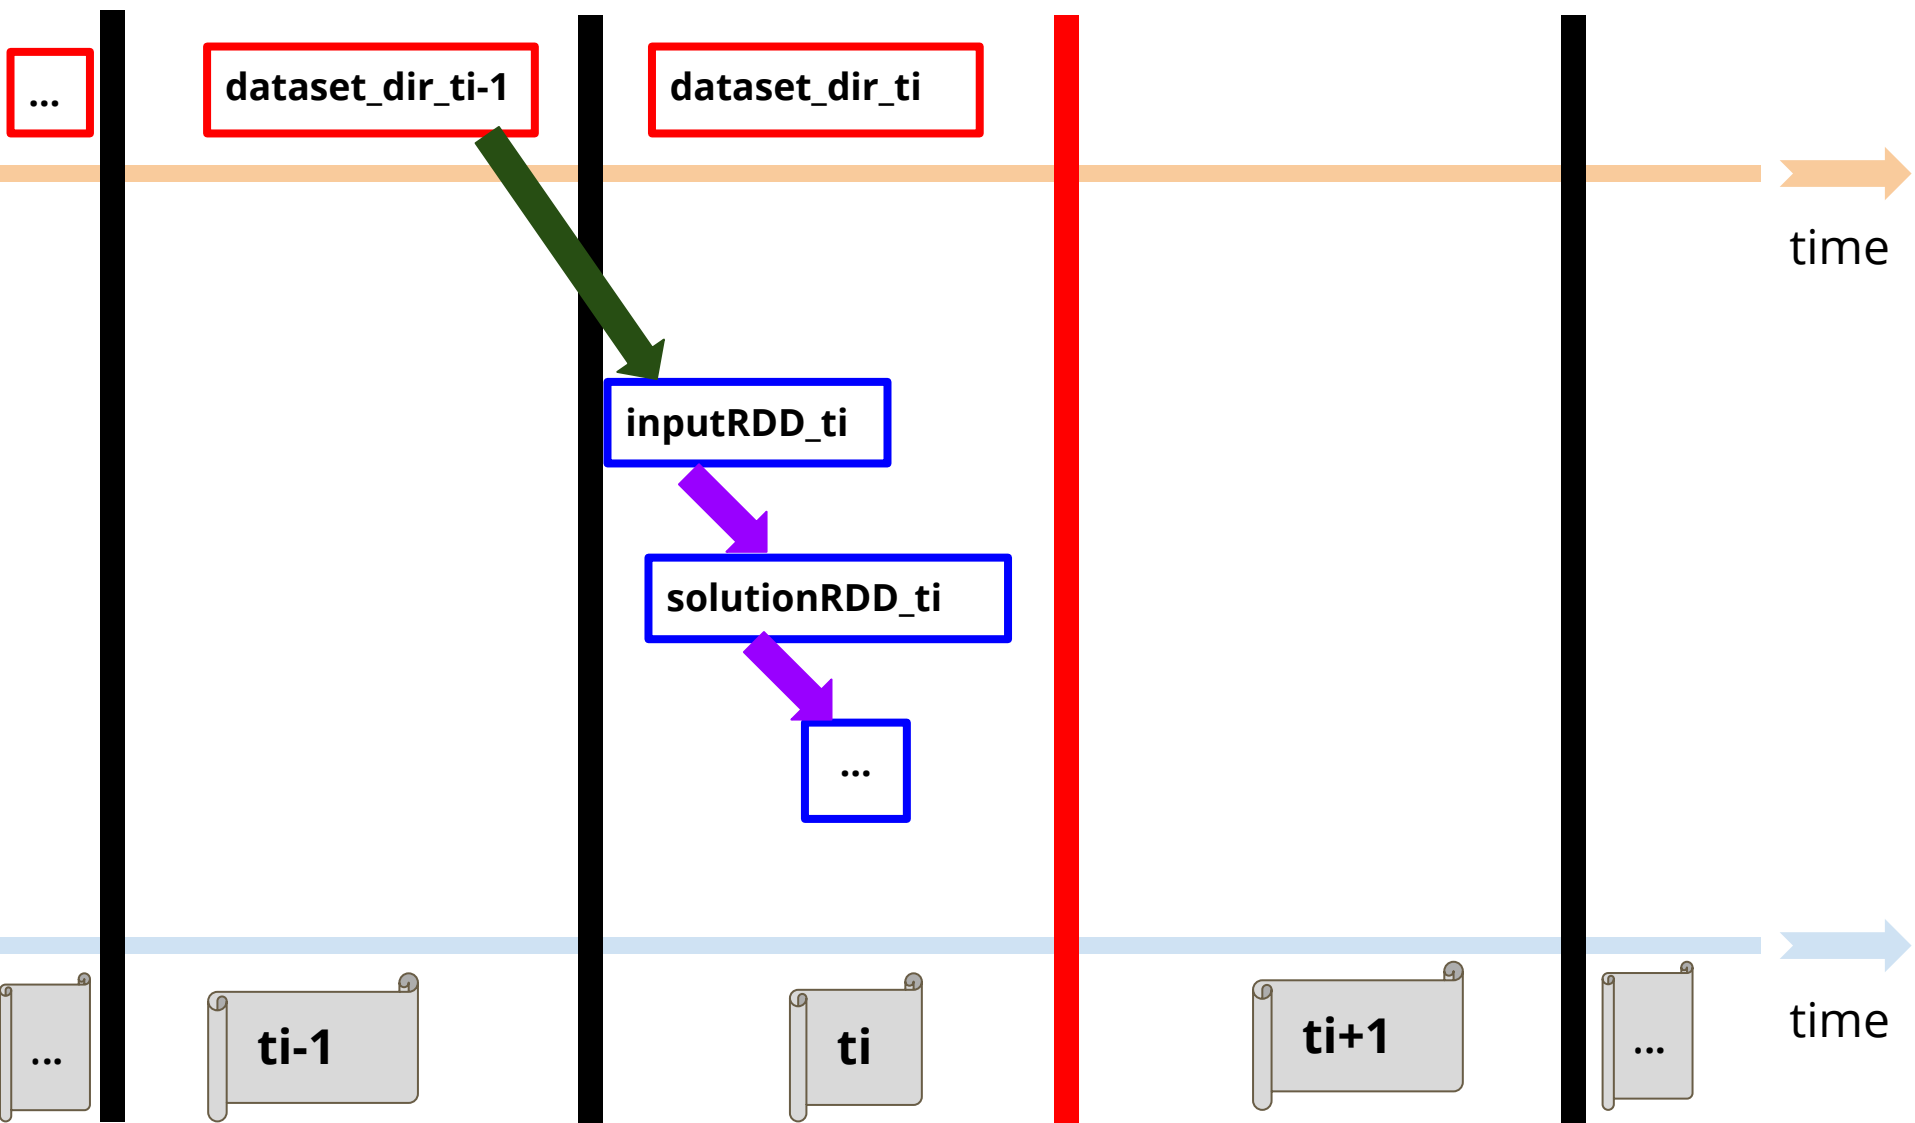 ...
dataset_dir_ti-1
dataset_dir_ti
time
inputRDD_ti
solutionRDD_ti
...
...
ti-1
ti
ti+1
...
time